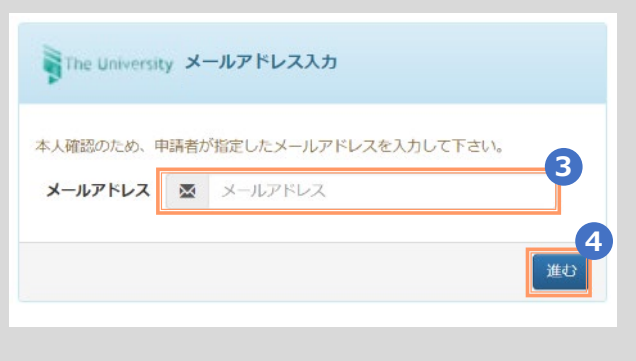 The University メールアドレス入力
本人確認のため、申請者が指定したメールアドレスを入力して下さい。
3
メールアドレス メールアドレス
4
進む